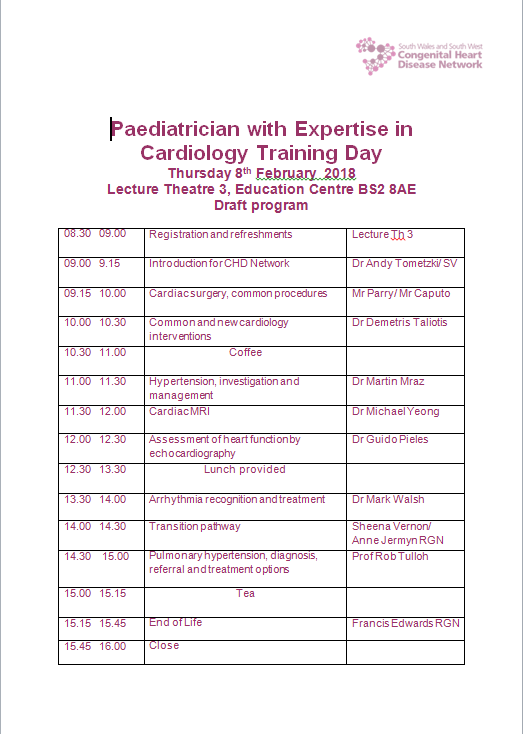 South Wales and South West
Congenital Heart
Disease Network
Paediatrician with Expertise in
Cardiology Training Day
Thursday 8th February 2018
Lecture Theatre 3, Education Centre BS2 8AE
Draft program
08.30 09.00 Registration and refreshments Lecture Th 3
09.00 9.15 Introduction for CHD Network Dr Andy Tometzki/ SV
09.15 10.00 Cardiac surgery, common procedures Mr Parry/ Mr Caputo
10.00 10.30 Common and new cardiology Dr Demetris Taliotis
interventions
10.30 11.00 Coffee
11.00 11.30 Hypertension, investigation and Dr Martin Mraz
management
11.30 12.00 Cardiac MRI Dr Michael Yeong
12.00 12.30 Assessment of heart function by Dr Guido Pieles
echocardiography
12.30 13.30 Lunch provided
13.30 14.00 Arrhythmia recognition and treatment Dr Mark Walsh
14.00 14.30 Transition pathway Sheena Vernon/
Anne Jermyn RGN
14.30 15.00 Pulmonary hypertension, diagnosis, Prof Rob Tulloh
referral and treatment options
15.00 15.15 Tea
15.15 15.45 End of Life Francis Edwards RGN
15.45 16.00 Close